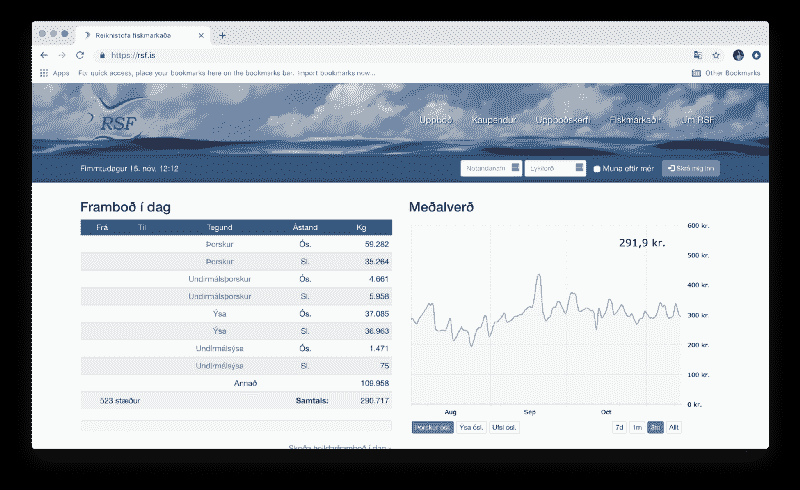 Reiknistofa fiskmarkaða
https://rsf.is
Apps For quick access, place your bookmarks here on the bookmarks bar. Import bookmarks now... Other Bookmarks
RSF
Uppboð Kaupendur Uppboðskerfi Fiskmarkaðir Um RSF
Fimmtudagur 15. nóv. 12:12 Notandanafn Lykilorð Muna eftir mér Skrá mig inn
Framboð í dag
Frá Til Tegund Ástand Kg
Þorskur Ós. 59.282
Þorskur Sl. 35.264
Undirmálsþorskur Ós. 4.661
Undirmálsþorskur Sl. 5.958
Ýsa Ós. 37.085
Ýsa Sl. 36.963
Undirmálsýsa Ós. 1.471
Undirmálsýsa Sl. 75
Annað 109.958
523 stæður Samtals: 290.717
Meðalverð
291,9 kr.
600 kr.
500 kr.
400 kr.
300 kr.
200 kr.
100 kr.
0 kr.
Aug Sep Oct
Þorskur ósl. Ýsa ósl. Ufsi ósl. 7d 1m 3m Allt